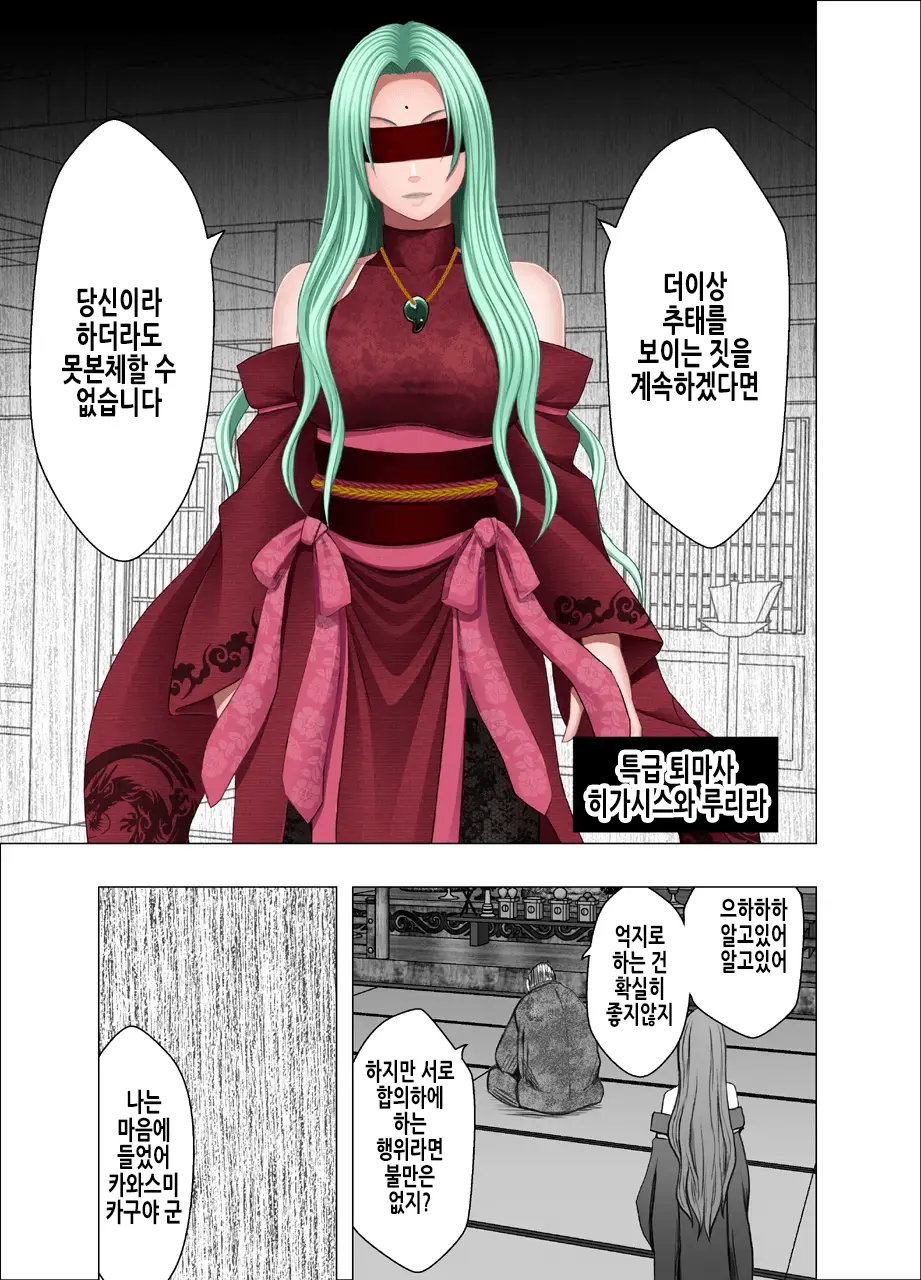 더이상
추태를
보이는 짓을
계속하겠다면
당신이라
하더라도
못본체할 수
없습니다
특급 퇴마사
히가시스와 루리라
으하하하
알고있어
알고있어
억지로
하는 건
확실히
좋지않지
하지만 서로
합의하에
하는
행위라면
불만은
없지?
나는
마음에
들었어
카와스미
카구야 군